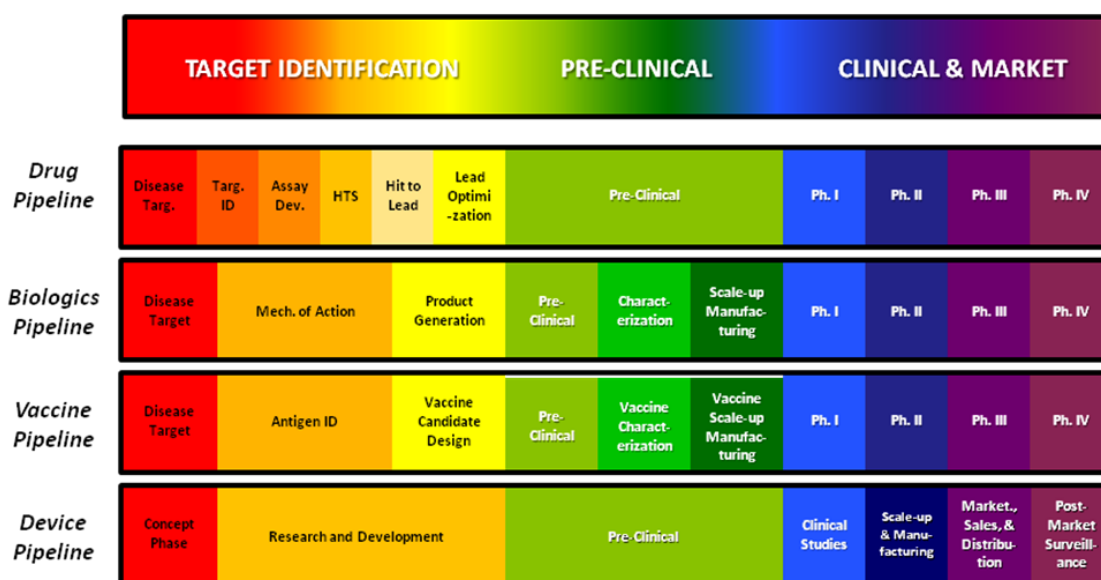 TARGET IDENTIFICATION PRE-CLINICAL CLINICAL & MARKET
Drug
Pipeline
Disease
Targ.
Targ.
ID
Assay
Dev.
HTS
Hit to
Lead
Lead
Optimi
-zation
Pre-Clinical
Ph. I
Ph. II
Ph. III
Ph. IV
Biologics
Pipeline
Disease
Target
Mech. of Action
Product
Generation
Pre-
Clinical
Charact-
erization
Scale-up
Manufac-
turing
Ph. I
Ph. II
Ph. III
Ph. IV
Vaccine
Pipeline
Disease
Target
Antigen ID
Vaccine
Candidate
Design
Pre-
Clinical
Vaccine
Charact-
erization
Vaccine
Scale-up
Manufac-
turing
Ph. I
Ph. II
Ph. III
Ph. IV
Device
Pipeline
Concept
Phase
Research and Development
Pre-Clinical
Clinical
Studies
Scale-up
& Manu-
facturing
Market.,
Sales, &
Distribu-
tion
Post-
Market
Surveill-
ance